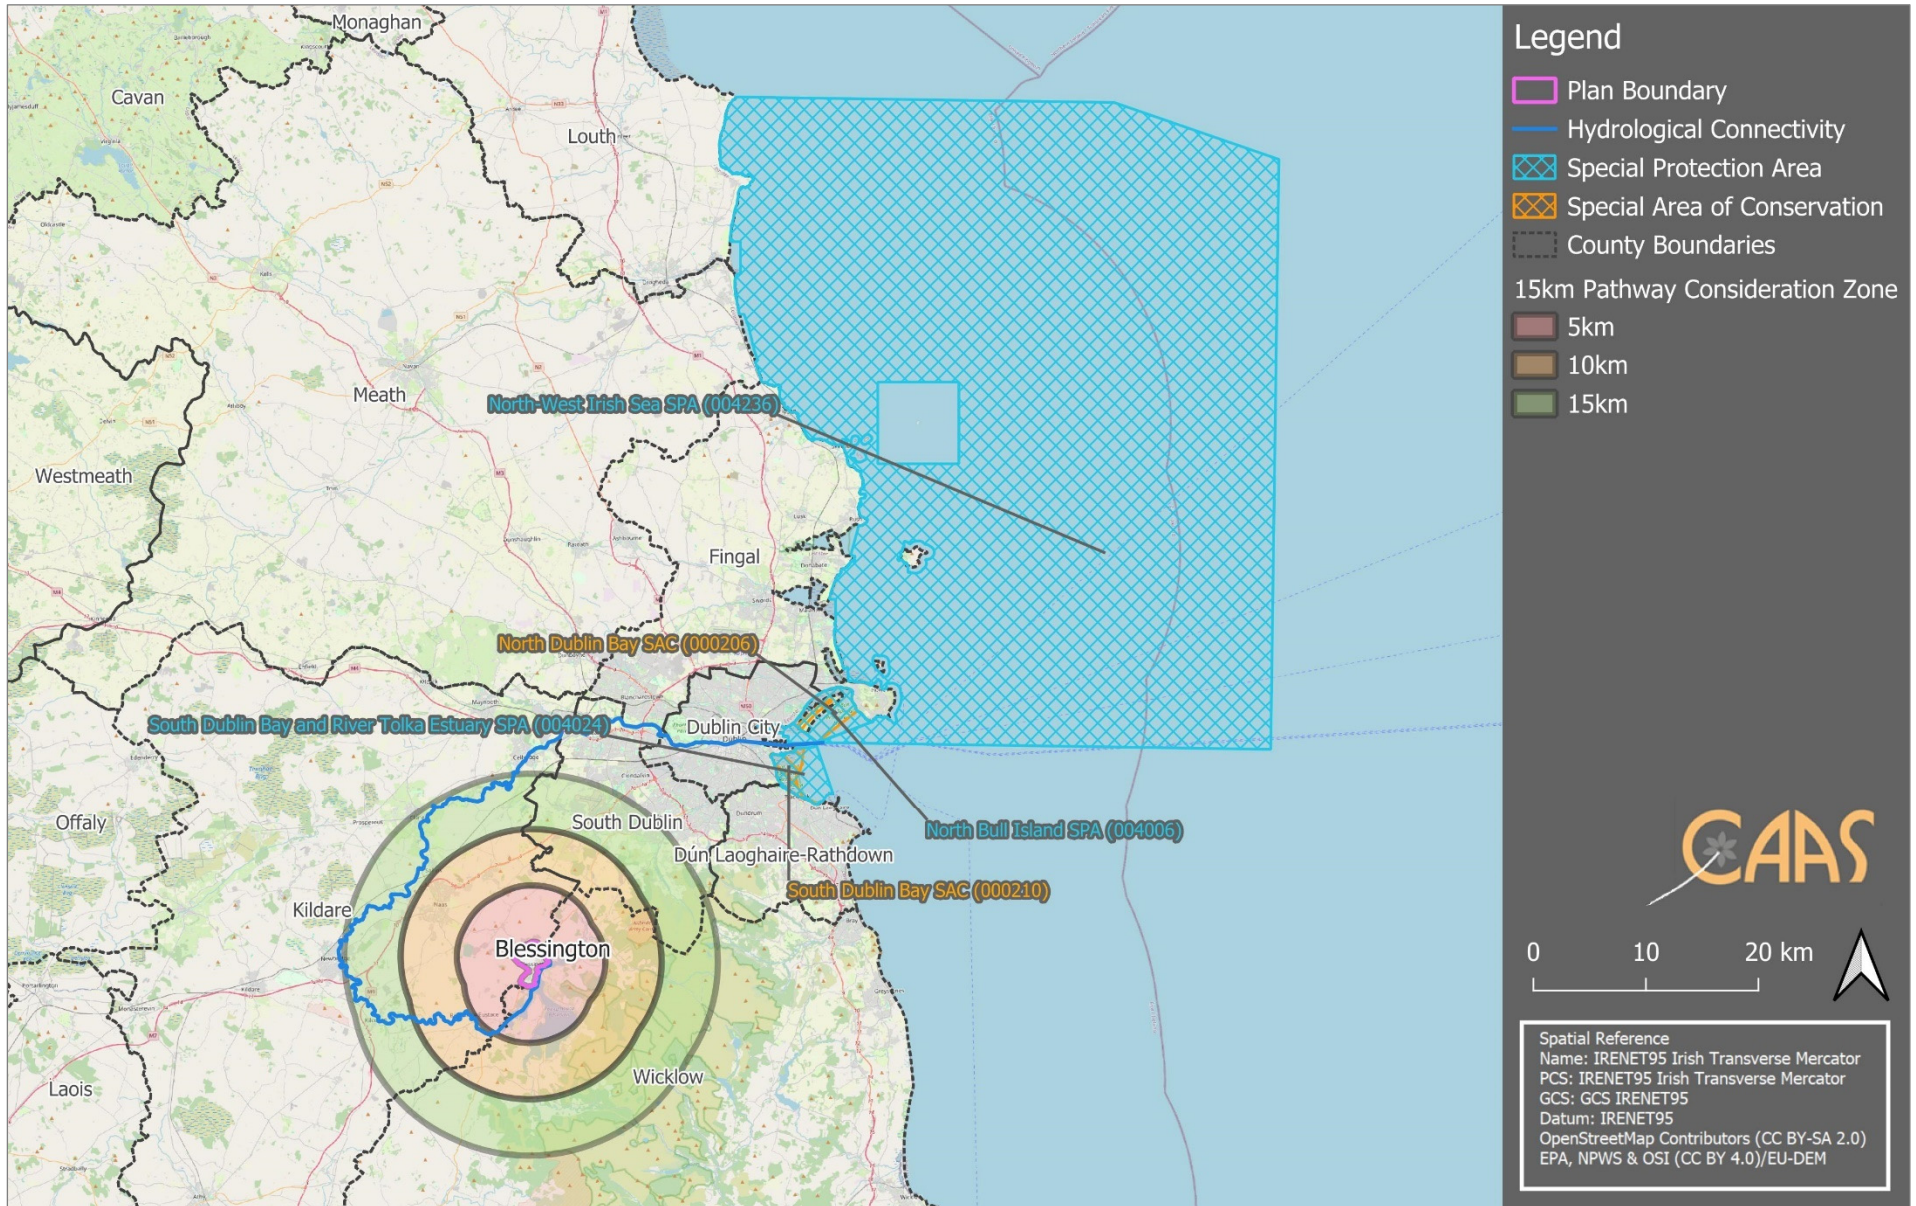 Monaghan
Cavan
Louth
Meath
North-West Irish Sea SPA (004236)
Westmeath
Fingal
North Dublin Bay SAC (000206)
South Dublin Bay and River Tolka Estuary SPA (004024)
Dublin City
Offaly
South Dublin
North Bull Island SPA (004006)
Dún Laoghaire-Rathdown
South Dublin Bay SAC (000210)
Kildare
Blessington
Laois
Wicklow
Legend
Plan Boundary
Hydrological Connectivity
Special Protection Area
Special Area of Conservation
County Boundaries
15km Pathway Consideration Zone
5km
10km
15km
CAAS
0 10 20 km
Spatial Reference
Name: IRENET95 Irish Transverse Mercator
PCS: IRENET95 Irish Transverse Mercator
GCS: GCS IRENET95
Datum: IRENET95
OpenStreetMap Contributors (CC BY-SA 2.0)
EPA, NPWS & OSI (CC BY 4.0)/EU-DEM